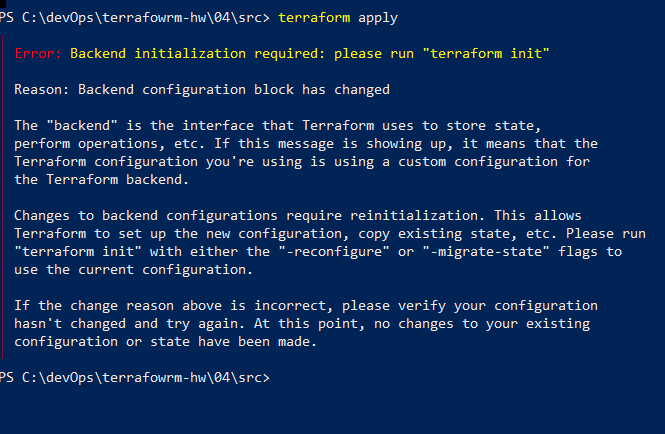 PS C:\devOps\terrafowrm-hw\04\src> terraform apply
Error: Backend initialization required: please run "terraform init"
Reason: Backend configuration block has changed
The "backend" is the interface that Terraform uses to store state,
perform operations, etc. If this message is showing up, it means that the
Terraform configuration you're using is using a custom configuration for
the Terraform backend.
Changes to backend configurations require reinitialization. This allows
Terraform to set up the new configuration, copy existing state, etc. Please run
"terraform init" with either the "-reconfigure" or "-migrate-state" flags to
use the current configuration.
If the change reason above is incorrect, please verify your configuration
hasn't changed and try again. At this point, no changes to your existing
configuration or state have been made.
PS C:\devOps\terrafowrm-hw\04\src>